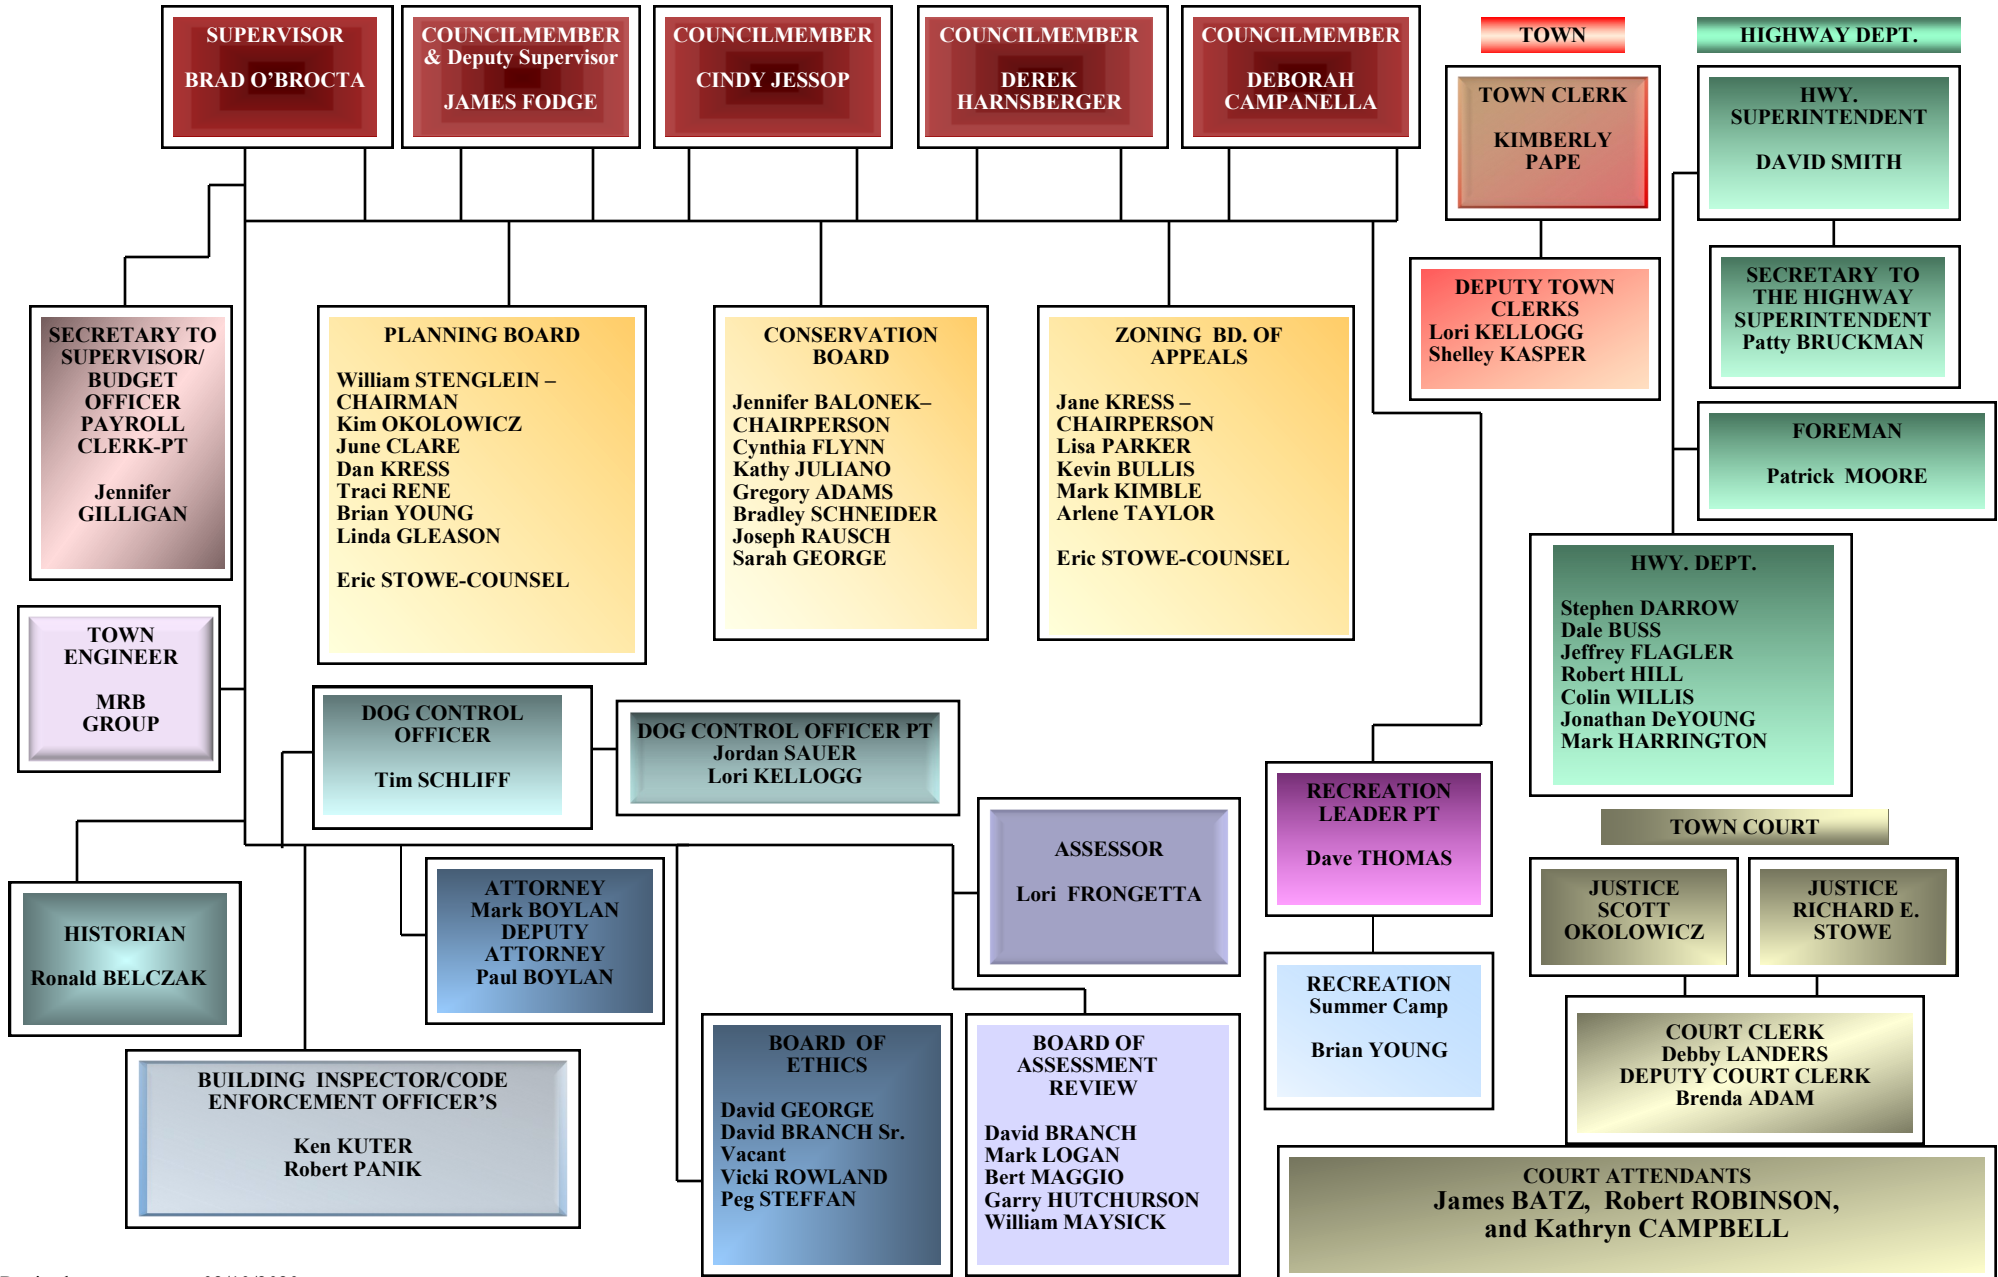 SUPERVISOR
BRAD O'BROCTA
COUNCILMEMBER
& Deputy Supervisor
JAMES FODGE
COUNCILMEMBER
CINDY JESSOP
COUNCILMEMBER
DEREK
HARNSBERGER
COUNCILMEMBER
DEBORAH
CAMPANELLA
TOWN
TOWN CLERK
KIMBERLY
PAPE
HIGHWAY DEPT.
HWY.
SUPERINTENDENT
DAVID SMITH
DEPUTY TOWN
CLERKS
Lori KELLOGG
Shelley KASPER
SECRETARY TO
THE HIGHWAY
SUPERINTENDENT
Patty BRUCKMAN
SECRETARY TO
SUPERVISOR/
BUDGET
OFFICER
PAYROLL
CLERK-PT
Jennifer
GILLIGAN
PLANNING BOARD
William STENGLEIN –
CHAIRMAN
Kim OKOLOWICZ
June CLARE
Dan KRESS
Traci RENE
Brian YOUNG
Linda GLEASON
Eric STOWE-COUNSEL
CONSERVATION
BOARD
Jennifer BALONEK–
CHAIRPERSON
Cynthia FLYNN
Kathy JULIANO
Gregory ADAMS
Bradley SCHNEIDER
Joseph RAUSCH
Sarah GEORGE
ZONING BD. OF
APPEALS
Jane KRESS –
CHAIRPERSON
Lisa PARKER
Kevin BULLIS
Mark KIMBLE
Arlene TAYLOR
Eric STOWE-COUNSEL
FOREMAN
Patrick MOORE
HWY. DEPT.
Stephen DARROW
Dale BUSS
Jeffrey FLAGLER
Robert HILL
Colin WILLIS
Jonathan DeYOUNG
Mark HARRINGTON
TOWN
ENGINEER
MRB
GROUP
DOG CONTROL
OFFICER
Tim SCHLIFF
DOG CONTROL OFFICER PT
Jordan SAUER
Lori KELLOGG
ASSESSOR
Lori FRONGETTA
RECREATION
LEADER PT
Dave THOMAS
TOWN COURT
JUSTICE
SCOTT
OKOLOWICZ
JUSTICE
RICHARD E.
STOWE
HISTORIAN
Ronald BELCZAK
ATTORNEY
Mark BOYLAN
DEPUTY
ATTORNEY
Paul BOYLAN
RECREATION
Summer Camp
Brian YOUNG
COURT CLERK
Debby LANDERS
DEPUTY COURT CLERK
Brenda ADAM
BUILDING INSPECTOR/CODE
ENFORCEMENT OFFICER'S
Ken KUTER
Robert PANIK
BOARD OF
ETHICS
David GEORGE
David BRANCH Sr.
Vacant
Vicki ROWLAND
Peg STEFFAN
BOARD OF
ASSESSMENT
REVIEW
David BRANCH
Mark LOGAN
Bert MAGGIO
Garry HUTCHURSON
William MAYSICK
COURT ATTENDANTS
James BATZ, Robert ROBINSON,
and Kathryn CAMPBELL